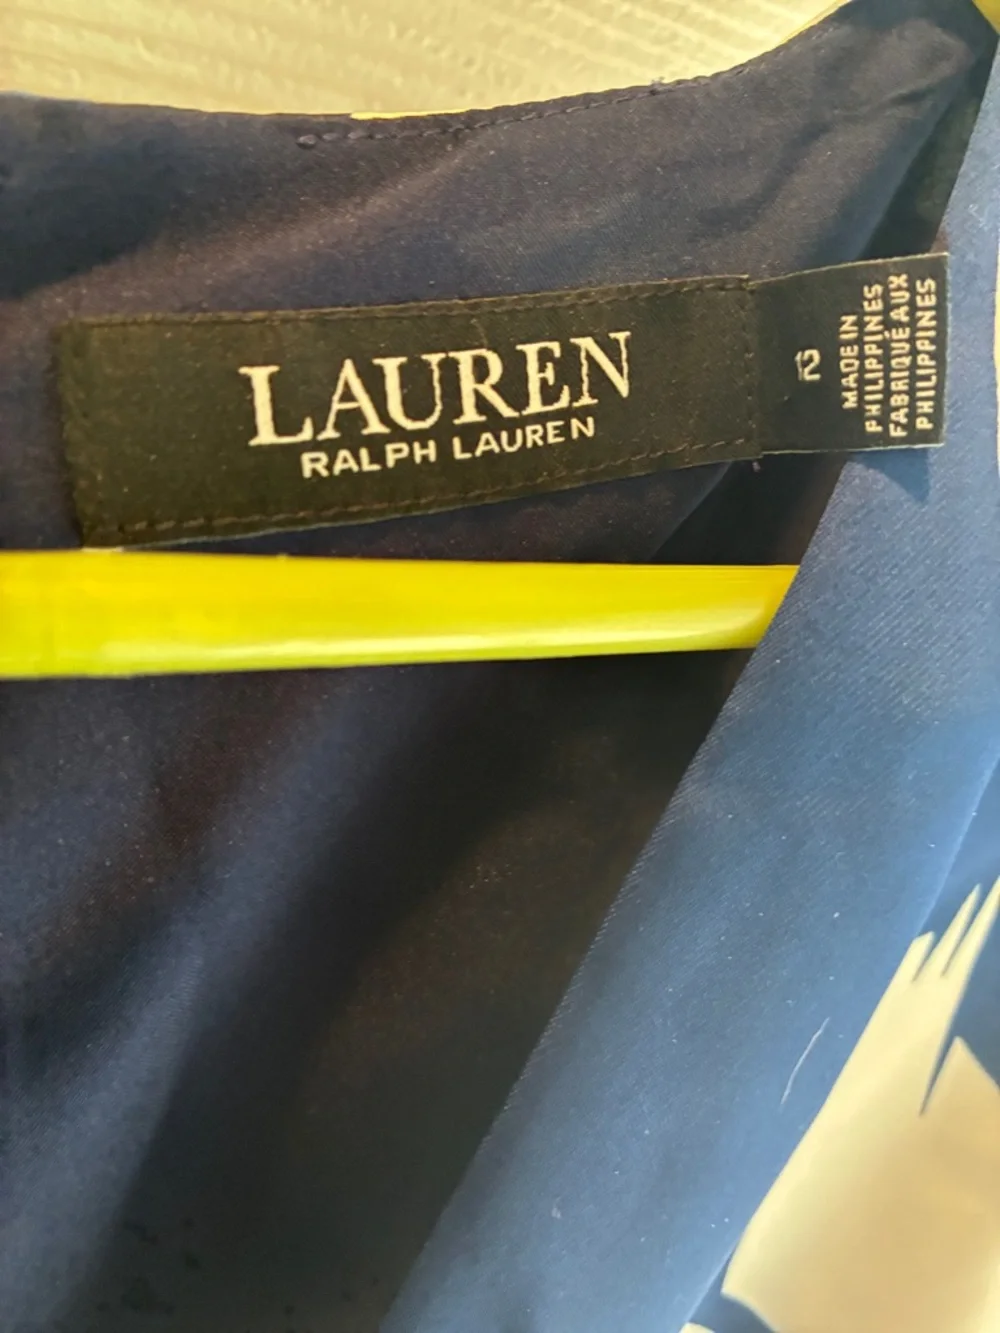 LAUREN
RALPH LAUREN
12
MADE IN
PHILIPPINES
FABRIQUÉ AUX
PHILIPPINES